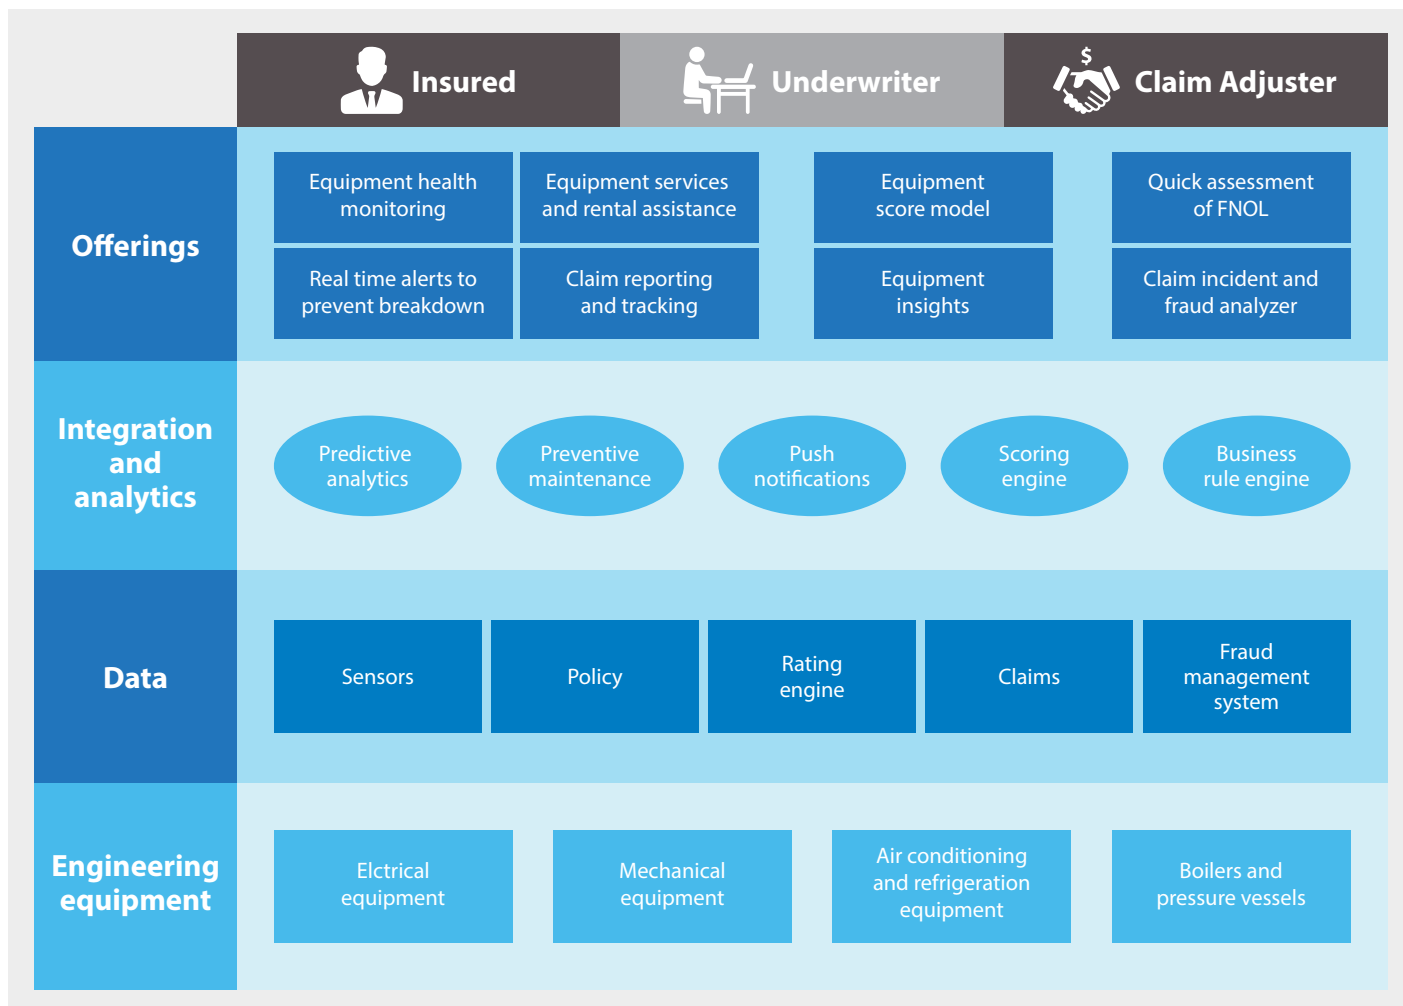 $
Insured
Underwriter
Claim Adjuster
Offerings
Equipment health
monitoring
Equipment services
and rental assistance
Equipment
score model
Quick assessment
of FNOL
Real time alerts to
prevent breakdown
Claim reporting
and tracking
Equipment
insights
Claim incident and
fraud analyzer
Integration
and
analytics
Predictive
analytics
Preventive
maintenance
Push
notifications
Scoring
engine
Business
rule engine
Data
Sensors
Policy
Rating
engine
Claims
Fraud
management
system
Engineering
equipment
Elctrical
equipment
Mechanical
equipment
Air conditioning
and refrigeration
equipment
Boilers and
pressure vessels